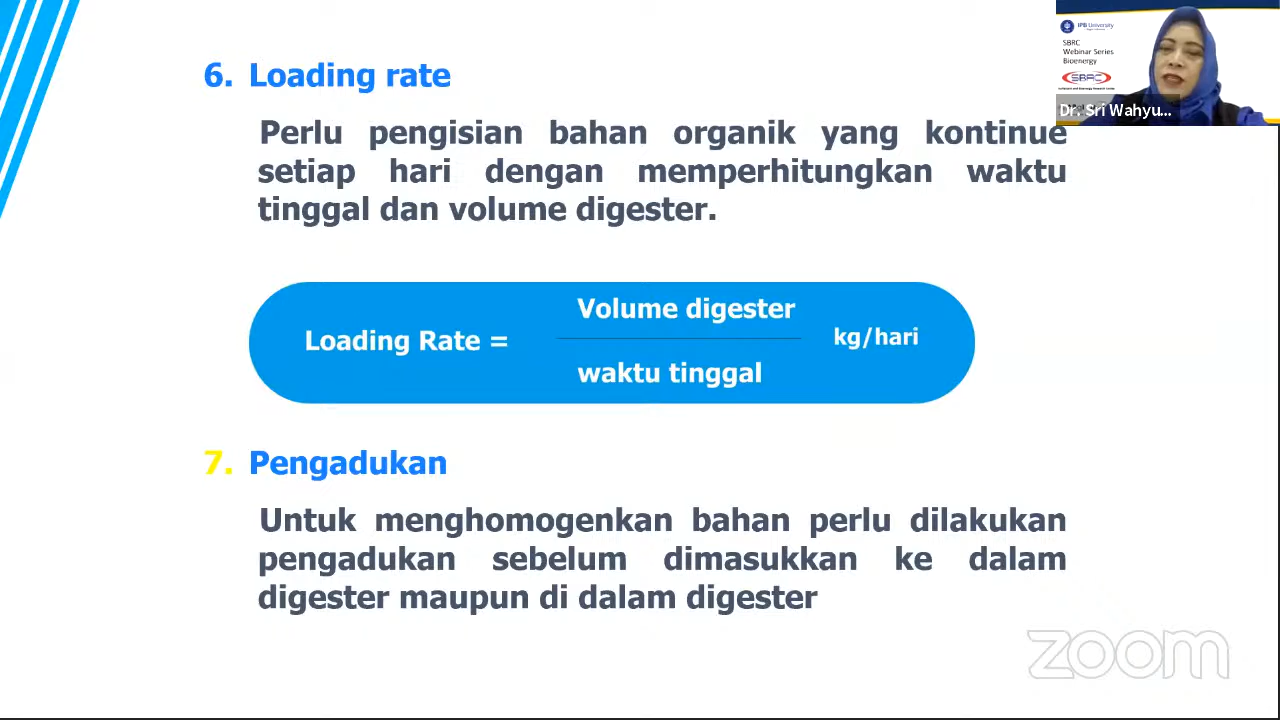 6. Loading rate
Perlu pengisian bahan organik yang kontinue
setiap hari dengan memperhitungkan waktu
tinggal dan volume digester.
Loading Rate =
Volume digester
waktu tinggal
kg/hari
7. Pengadukan
Untuk menghomogenkan bahan perlu dilakukan
pengadukan sebelum dimasukkan ke dalam
digester maupun di dalam digester
IPB University
SBRC
Webinar Series
Bioenergy
SBRC
Dr. Sri Wahyu...
zoom